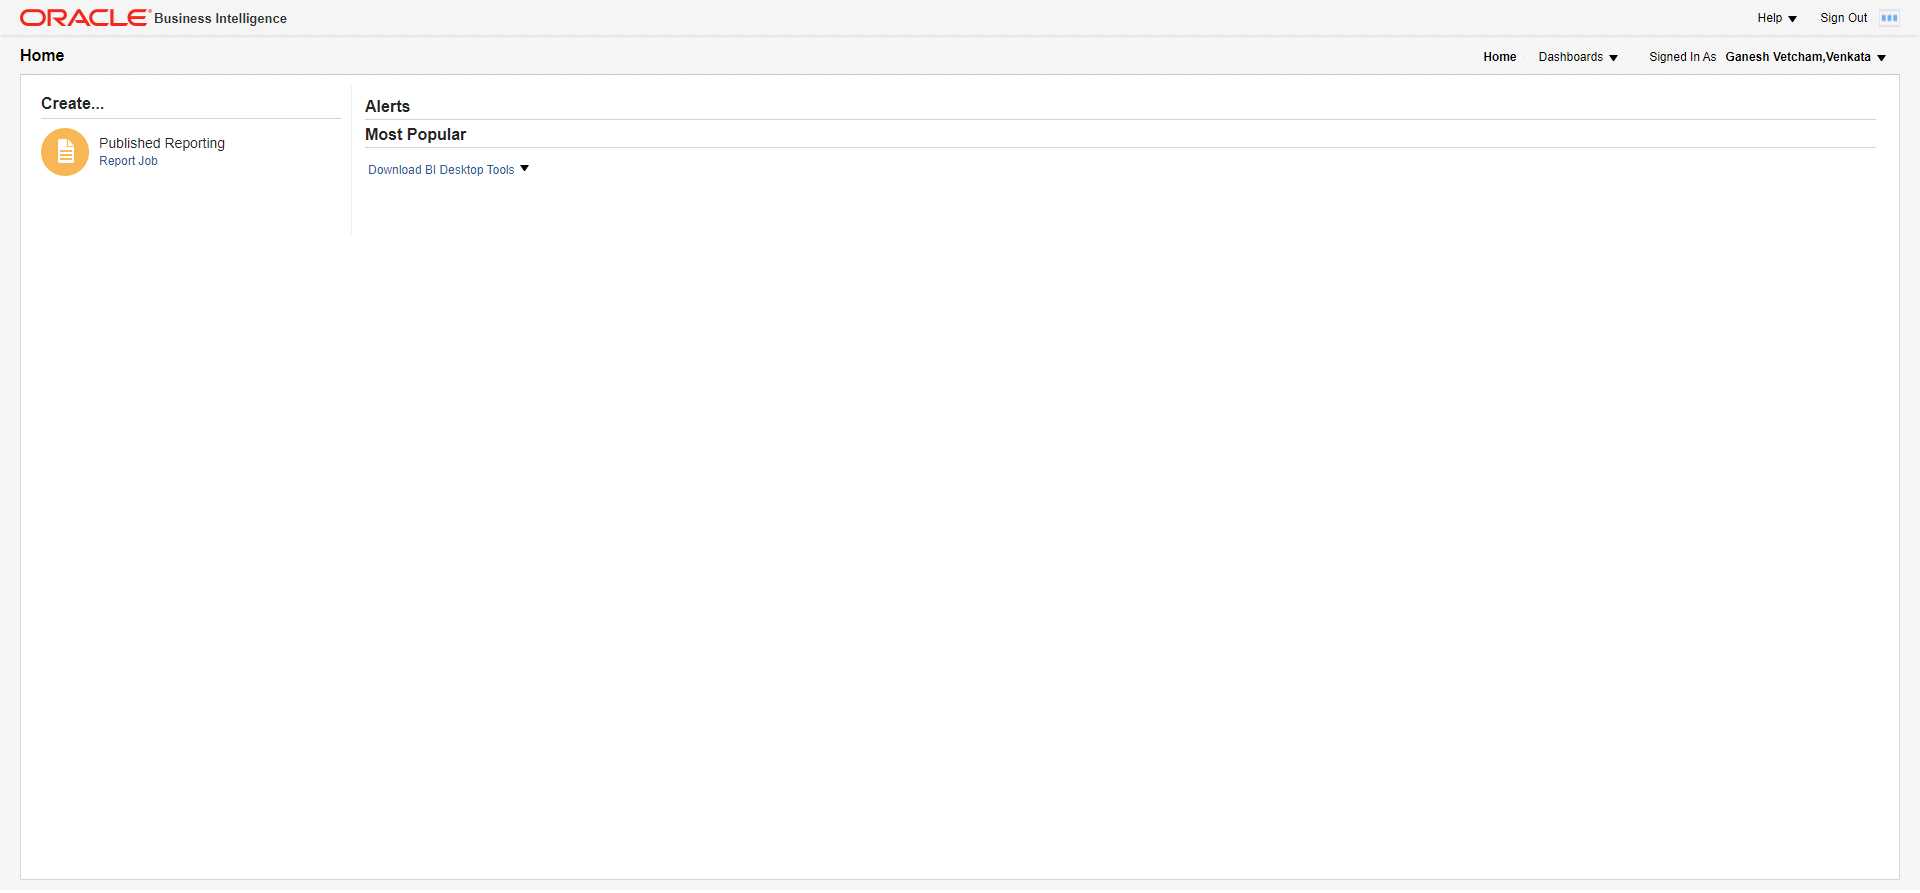 ORACLE Business Intelligence
Help
Sign Out
Home
Home
Dashboards
Signed In As Ganesh Vetcham,Venkata
Create...
Published Reporting
Report Job
Alerts
Most Popular
Download BI Desktop Tools